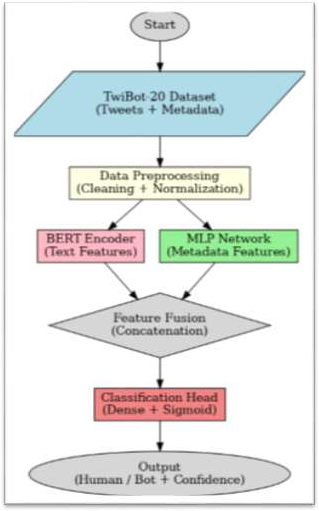 Start
TwiBot-20 Dataset
(Tweets + Metadata)
Data Preprocessing
(Cleaning + Normalization)
BERT Encoder
(Text Features)
MLP Network
(Metadata Features)
Feature Fusion
(Concatenation)
Classification Head
(Dense + Sigmoid)
Output
(Human / Bot + Confidence)